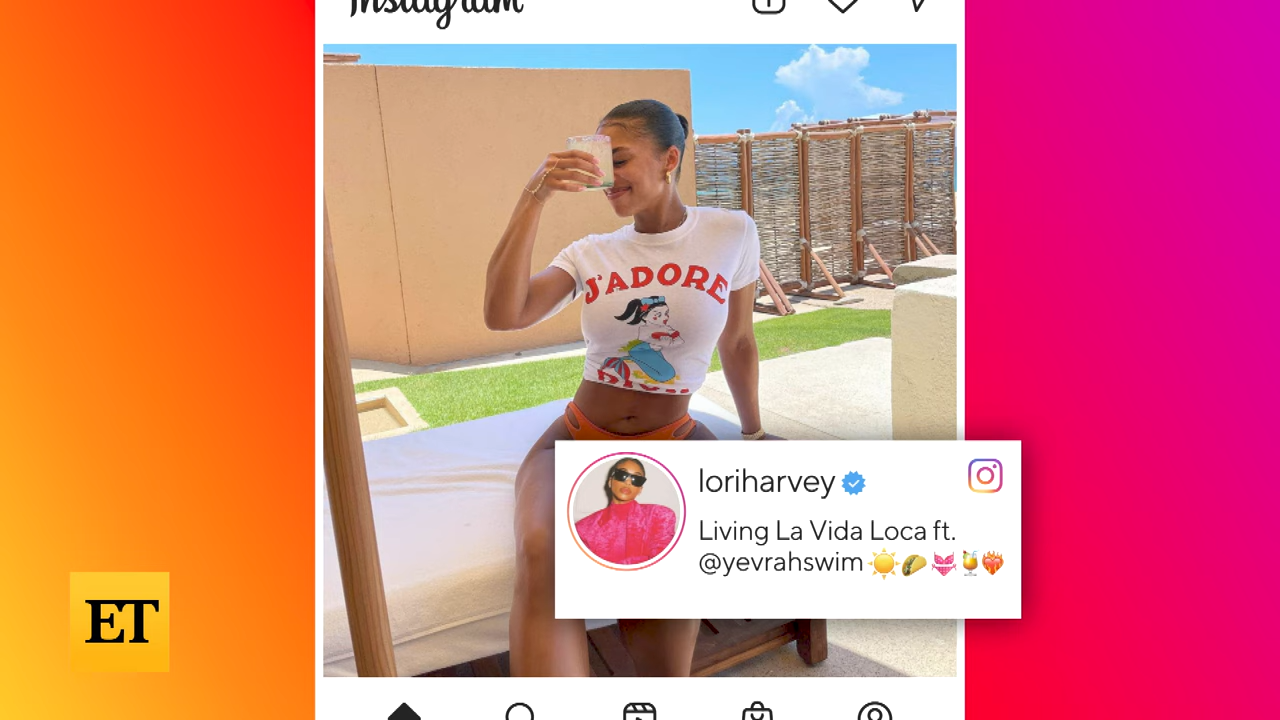 Instagram
J'ADORE
loriharvey
Living La Vida Loca ft.
@yevrahswim ☀️🌮👙🍹❤️‍🔥
ET